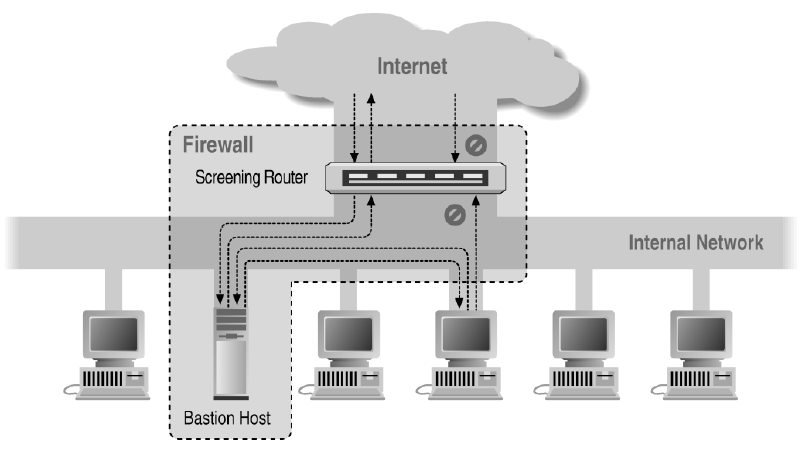 Internet
Firewall
Screening Router
Internal Network
Bastion Host